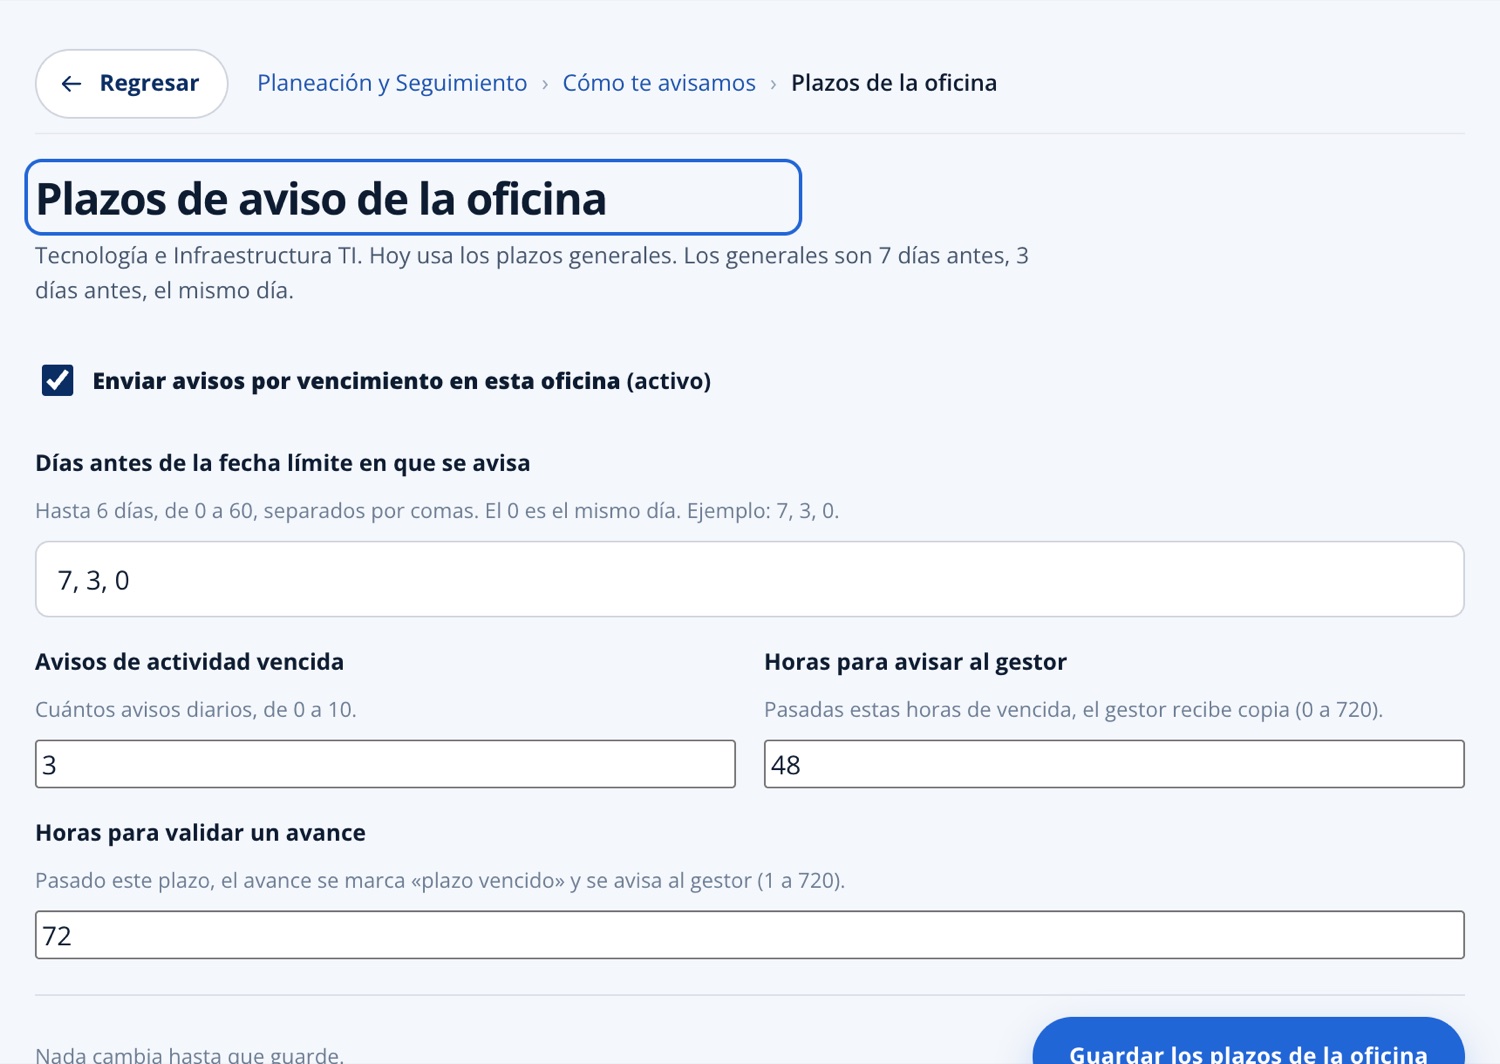 ← Regresar
Planeación y Seguimiento › Cómo te avisamos › Plazos de la oficina
Plazos de aviso de la oficina
Tecnología e Infraestructura TI. Hoy usa los plazos generales. Los generales son 7 días antes, 3
días antes, el mismo día.
Enviar avisos por vencimiento en esta oficina (activo)
Días antes de la fecha límite en que se avisa
Hasta 6 días, de 0 a 60, separados por comas. El 0 es el mismo día. Ejemplo: 7, 3, 0.
7, 3, 0
Avisos de actividad vencida
Cuántos avisos diarios, de 0 a 10.
3
Horas para avisar al gestor
Pasadas estas horas de vencida, el gestor recibe copia (0 a 720).
48
Horas para validar un avance
Pasado este plazo, el avance se marca «plazo vencido» y se avisa al gestor (1 a 720).
72
Nada cambia hasta que guarde.
Guardar los plazos de la oficina